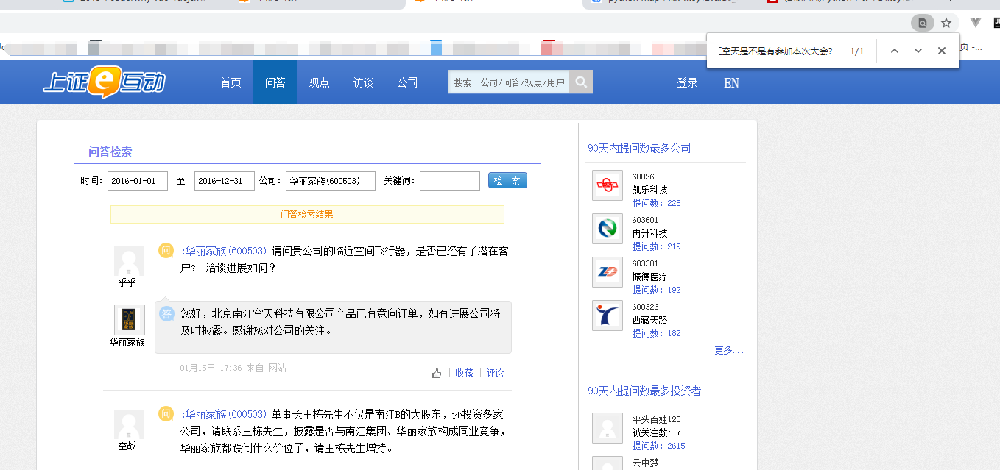 空天是不是有参加本次大会?
1/1
上证e互动
首页
问答
观点
访谈
公司
搜索 公司/问答/观点/用户
登录
EN
问答检索
时间: 2016-01-01 至 2016-12-31 公司: 华丽家族(600503) 关键词: 检 索
问答检索结果
问
:华丽家族(600503) 请问贵公司的临近空间飞行器，是否已经有了潜在客
户? 洽谈进展如何?
乎乎
答
您好，北京南江空天科技有限公司产品已有意向订单，如有进展公司将
及时披露。感谢您对公司的关注。
华丽家族
01月15日 17:36 来自 网站
收藏
评论
问
:华丽家族(600503) 董事长王栋先生不仅是南江B的大股东，还投资多家
公司，请联系王栋先生，披露是否与南江集团、华丽家族构成同业竞争，
华丽家族都跌倒什么价位了，请王栋先生增持。
空战
90天内提问数最多公司
600260
凯乐科技
提问数: 225
603601
再升科技
提问数: 219
603301
振德医疗
提问数: 192
600326
西藏天路
提问数: 182
更多...
90天内提问数最多投资者
平头百姓123
被关注数: 7
提问数: 2615
云中梦